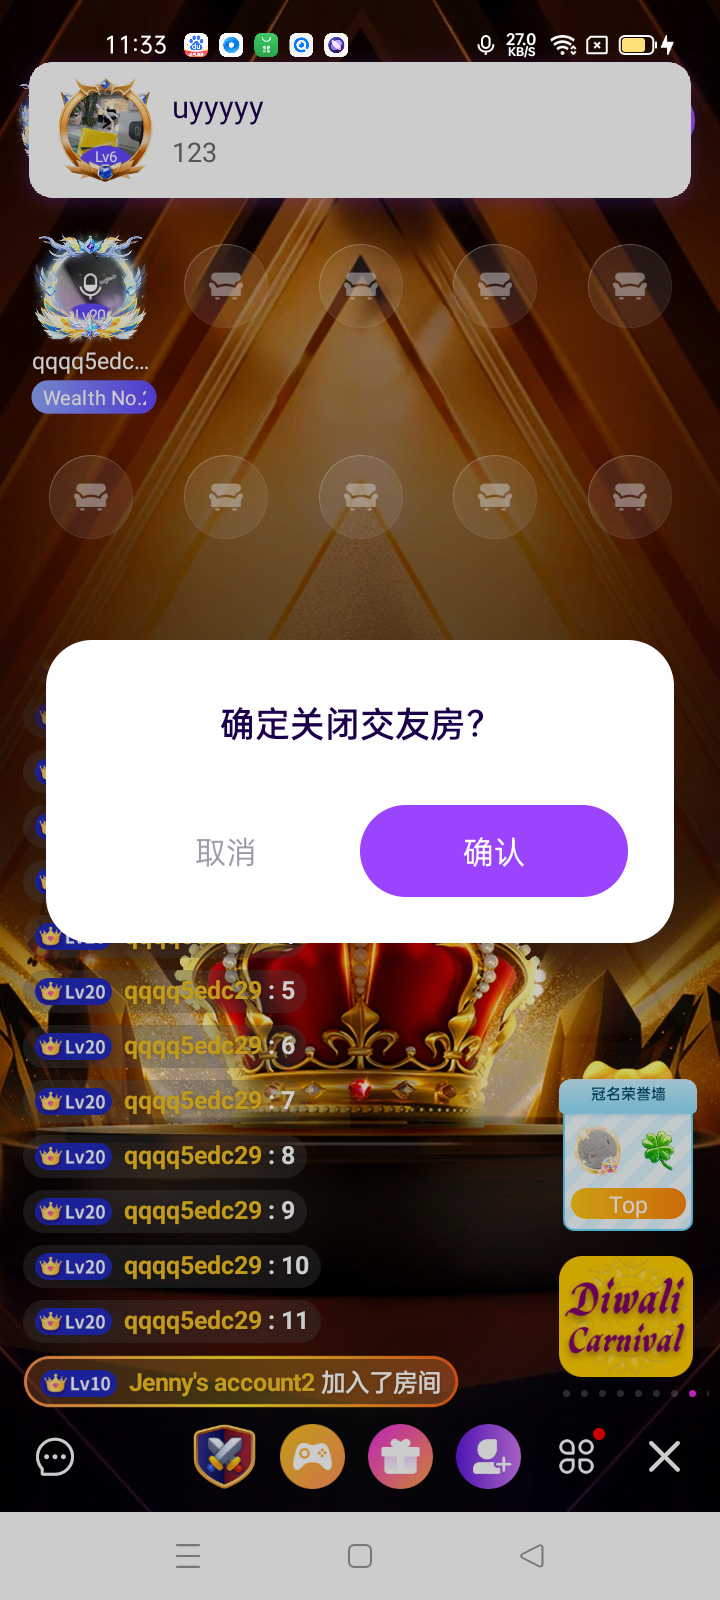 11:33
27.0
KB/S
uyyyyy
Lv6
123
Lv20
qqqq5edc...
Wealth No.
确定关闭交友房?
取消
确认
Lv20 qqqq5edc29 : 5
Lv20 qqqq5edc29 : 6
Lv20 qqqq5edc29 : 7
Lv20 qqqq5edc29 : 8
Lv20 qqqq5edc29 : 9
Lv20 qqqq5edc29 : 10
Lv20 qqqq5edc29 : 11
Lv10 Jenny's account2 加入了房间
冠名荣誉墙
Top
Diwali
Carnival